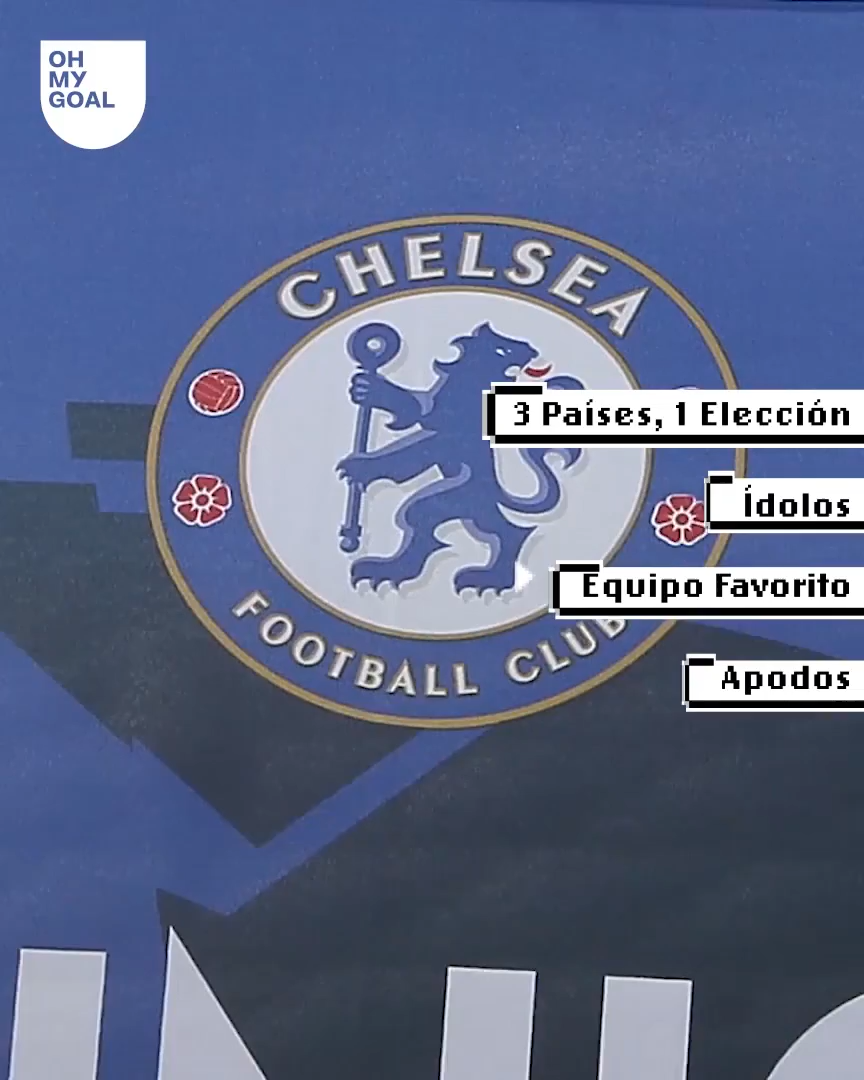 OH
MY
GOAL
CHELSEA
3 Países, 1 Elección
Ídolos
Equipo Favorito
FOOTBALL CLUB
Apodos